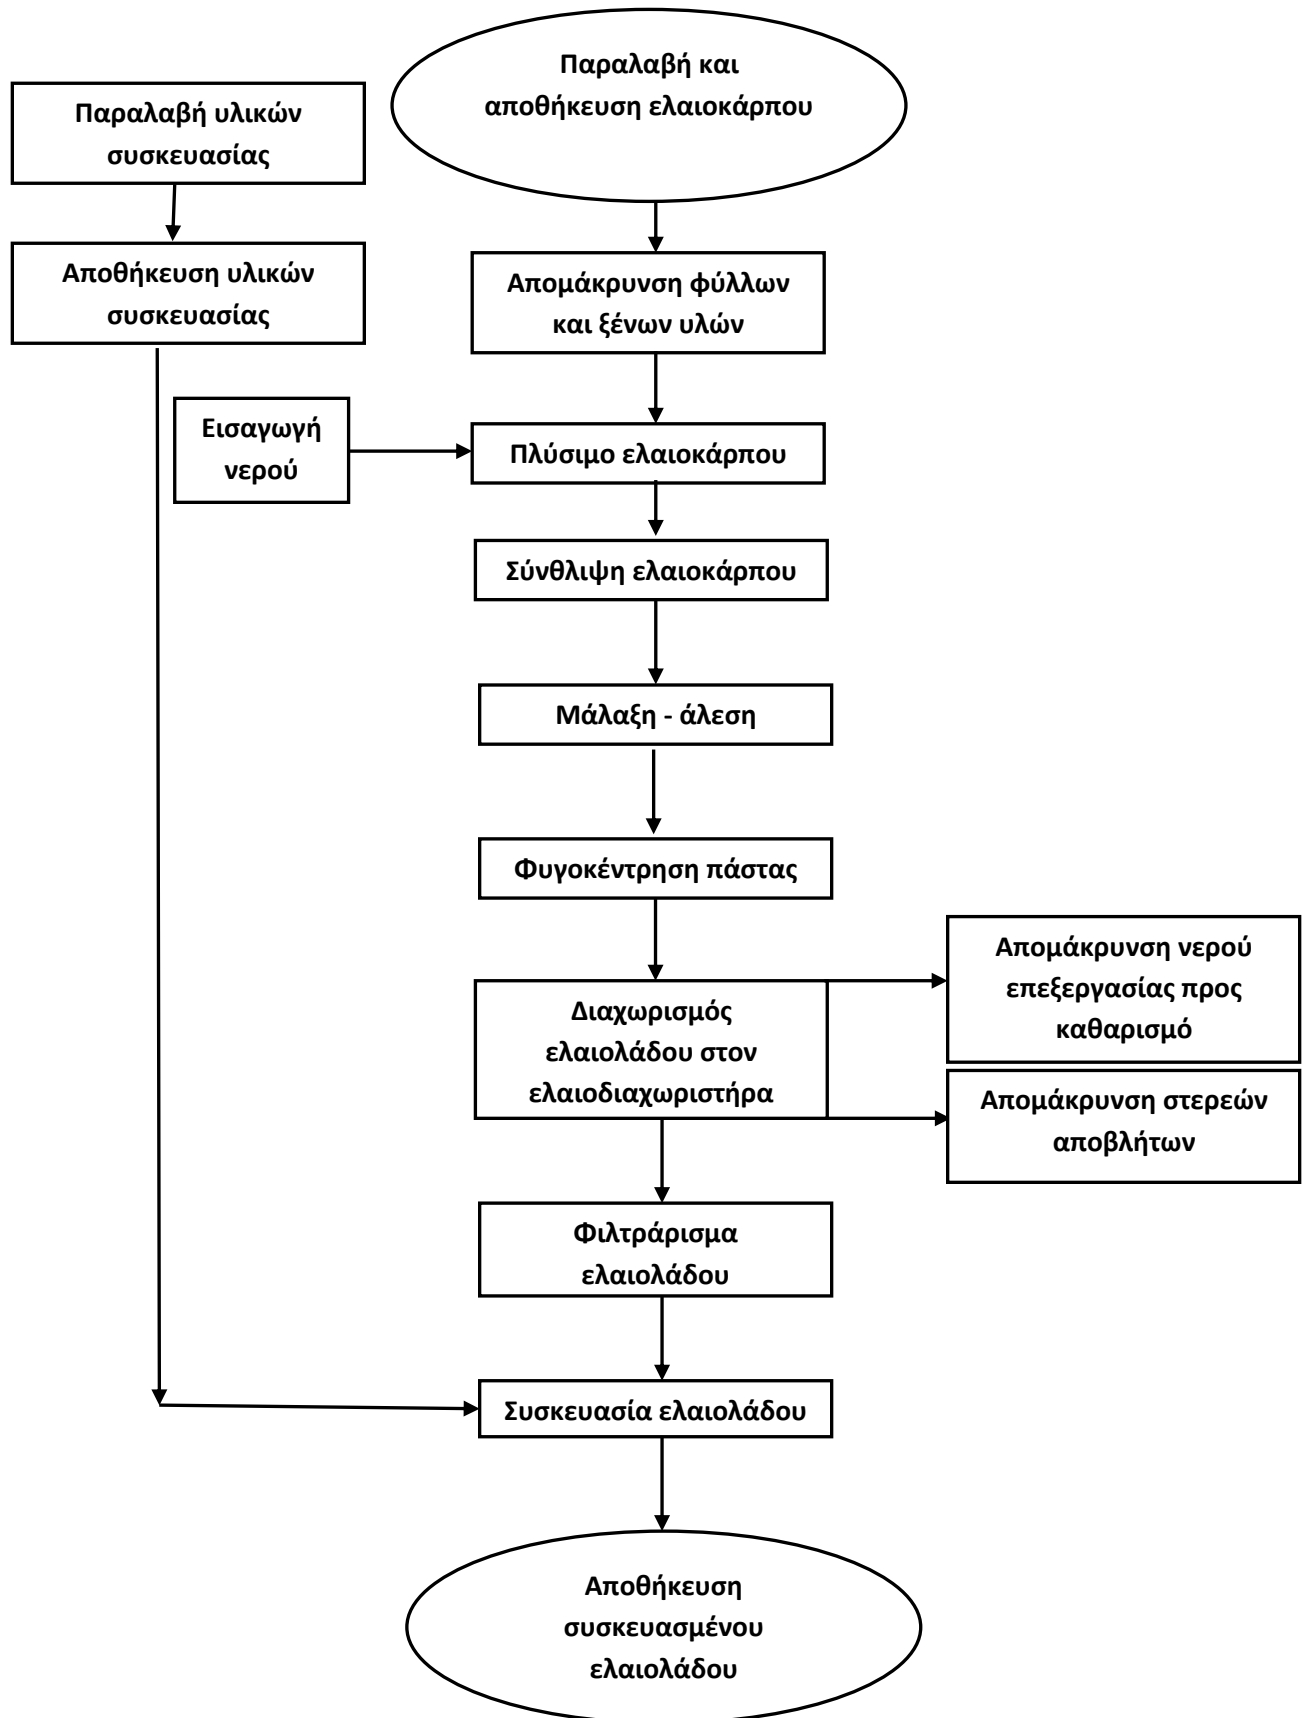 Παραλαβή και
αποθήκευση ελαιοκάρπου
Παραλαβή υλικών
συσκευασίας
Αποθήκευση υλικών
συσκευασίας
Απομάκρυνση φύλλων
και ξένων υλών
Εισαγωγή
νερού
Πλύσιμο ελαιοκάρπου
Σύνθλιψη ελαιοκάρπου
Μάλαξη - άλεση
Φυγοκέντρηση πάστας
Διαχωρισμός
ελαιολάδου στον
ελαιοδιαχωριστήρα
Απομάκρυνση νερού
επεξεργασίας προς
καθαρισμό
Απομάκρυνση στερεών
αποβλήτων
Φιλτράρισμα
ελαιολάδου
Συσκευασία ελαιολάδου
Αποθήκευση
συσκευασμένου
ελαιολάδου